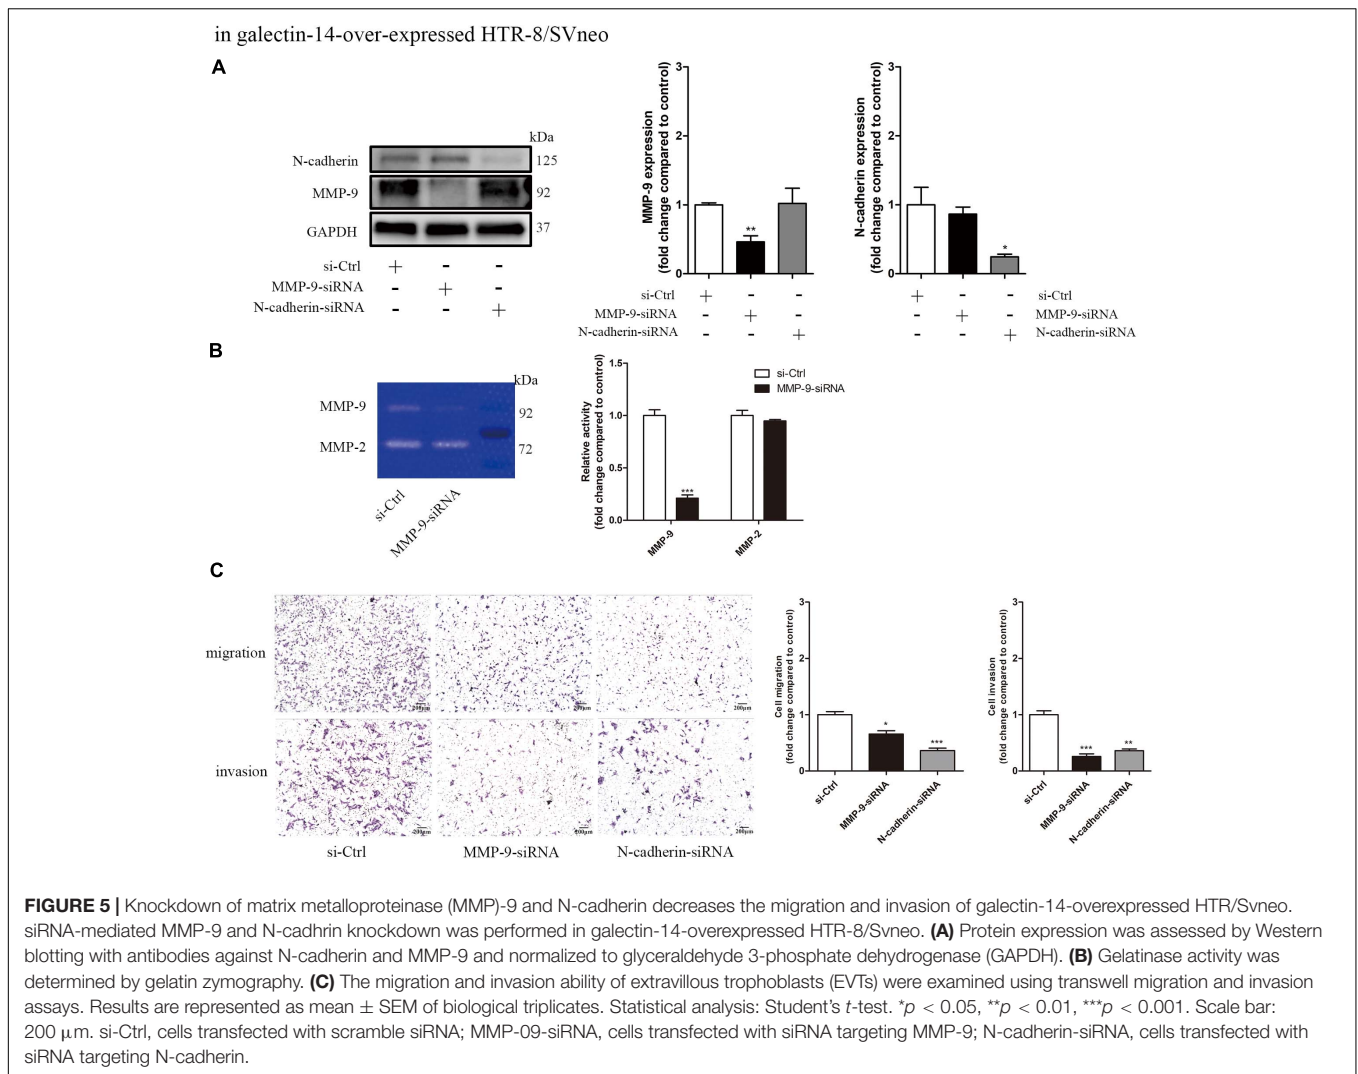 in galectin-14-over-expressed HTR-8/SVneo
A
kDa
N-cadherin 125
MMP-9 92
GAPDH 37
si-Ctrl + - -
MMP-9-siRNA - + -
N-cadherin-siRNA - - +
MMP-9 expression
(fold change compared to control)
3
2
1
0
**
si-Ctrl + - -
MMP-9-siRNA - + -
N-cadherin-siRNA - - +
N-cadherin expression
(fold change compared to control)
3
2
1
0
*
+ - - si-Ctrl
- + - MMP-9-siRNA
- - + N-cadherin-siRNA
B
kDa
MMP-9 92
MMP-2 72
si-Ctrl
MMP-9-siRNA
Relative activity
(fold change compared to control)
1.5
1.0
0.5
0.0
si-Ctrl
MMP-9-siRNA
***
MMP-9
MMP-2
C
migration
200μm
200μm
200μm
invasion
200μm
200μm
200μm
si-Ctrl
MMP-9-siRNA
N-cadherin-siRNA
Cell migration
(fold change compared to control)
3
2
1
0
*
***
si-Ctrl
MMP-9-siRNA
N-cadherin-siRNA
Cell invasion
(fold change compared to control)
3
2
1
0
***
**
si-Ctrl
MMP-9-siRNA
N-cadherin-siRNA
FIGURE 5 | Knockdown of matrix metalloproteinase (MMP)-9 and N-cadherin decreases the migration and invasion of galectin-14-overexpressed HTR/Svneo.
siRNA-mediated MMP-9 and N-cadhrin knockdown was performed in galectin-14-overexpressed HTR-8/Svneo. (A) Protein expression was assessed by Western
blotting with antibodies against N-cadherin and MMP-9 and normalized to glyceraldehyde 3-phosphate dehydrogenase (GAPDH). (B) Gelatinase activity was
determined by gelatin zymography. (C) The migration and invasion ability of extravillous trophoblasts (EVTs) were examined using transwell migration and invasion
assays. Results are represented as mean ± SEM of biological triplicates. Statistical analysis: Student's t-test. *p < 0.05, **p < 0.01, ***p < 0.001. Scale bar:
200 μm. si-Ctrl, cells transfected with scramble siRNA; MMP-09-siRNA, cells transfected with siRNA targeting MMP-9; N-cadherin-siRNA, cells transfected with
siRNA targeting N-cadherin.